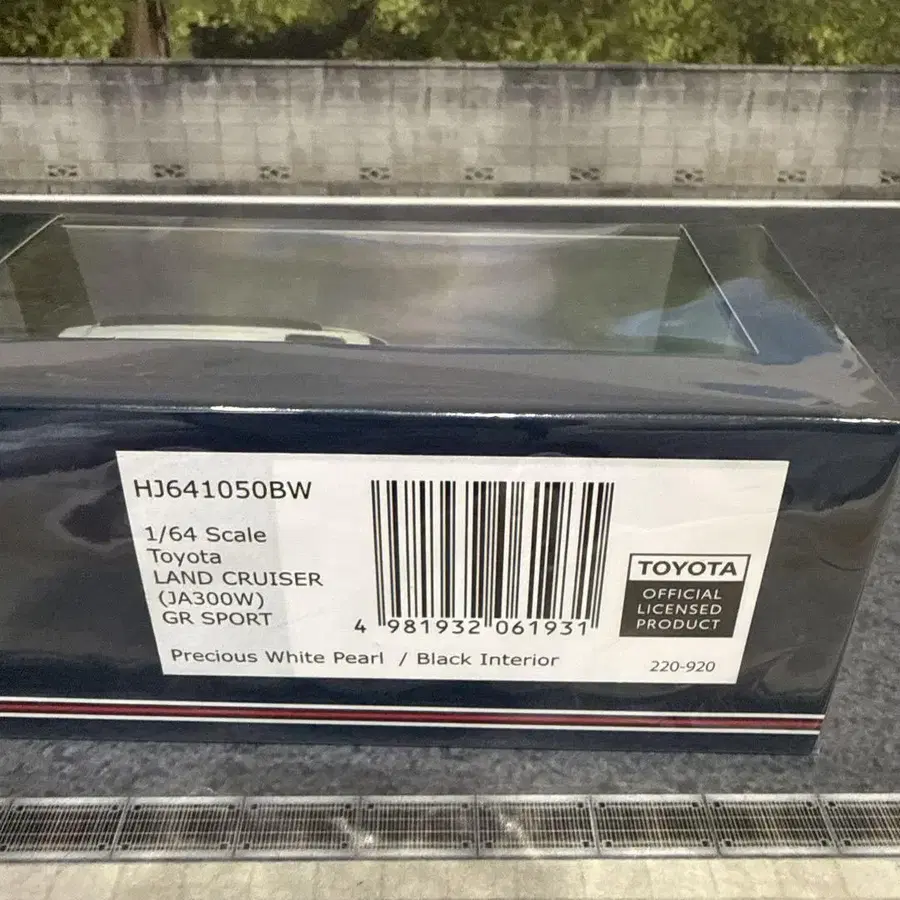 HJ641050BW
1/64 Scale
Toyota
LAND CRUISER
(JA300W)
GR SPORT
Precious White Pearl / Black Interior
4 981932 061931
TOYOTA
OFFICIAL
LICENSED
PRODUCT
220-920